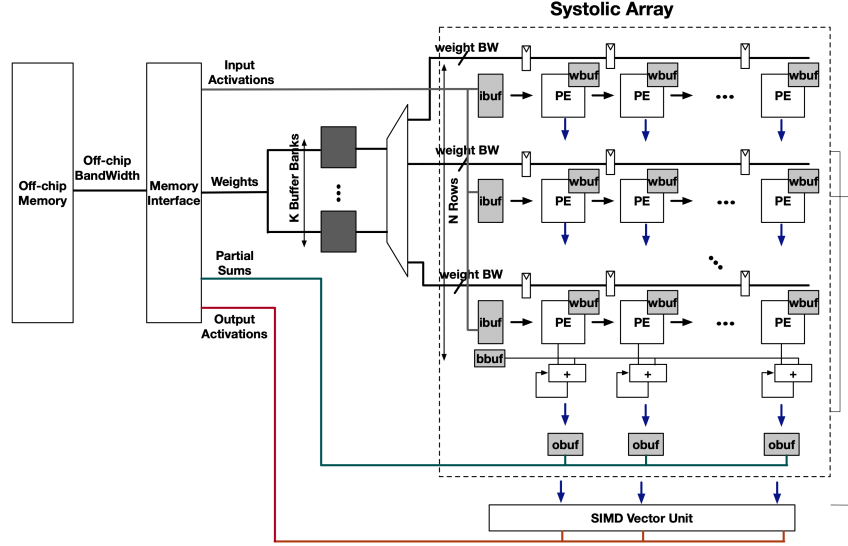 Systolic Array
weight BW
Input
Activations
wbuf
wbuf
wbuf
ibuf
PE
PE
•••
PE
Off-chip
BandWidth
Off-chip
Memory
Memory
Interface
Weights
K Buffer Banks
•••
N Rows
weight BW
wbuf
wbuf
wbuf
ibuf
PE
PE
•••
PE
•••
Partial
Sums
Output
Activations
weight BW
wbuf
wbuf
wbuf
ibuf
PE
PE
•••
PE
bbuf
+
+
+
obuf
obuf
obuf
SIMD Vector Unit